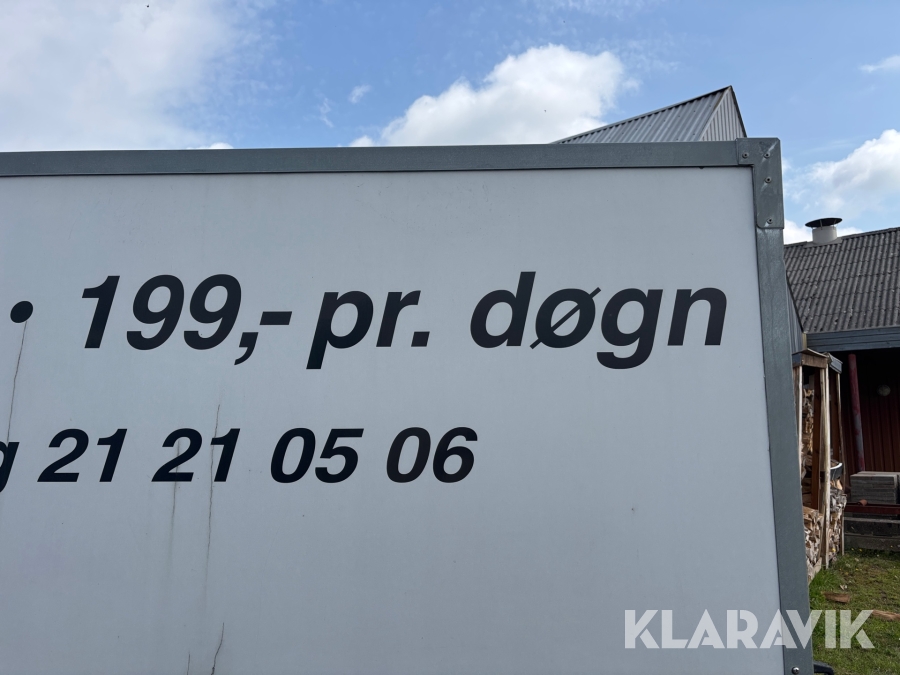 • 199,- pr. døgn
21 21 05 06
KLARAVIK